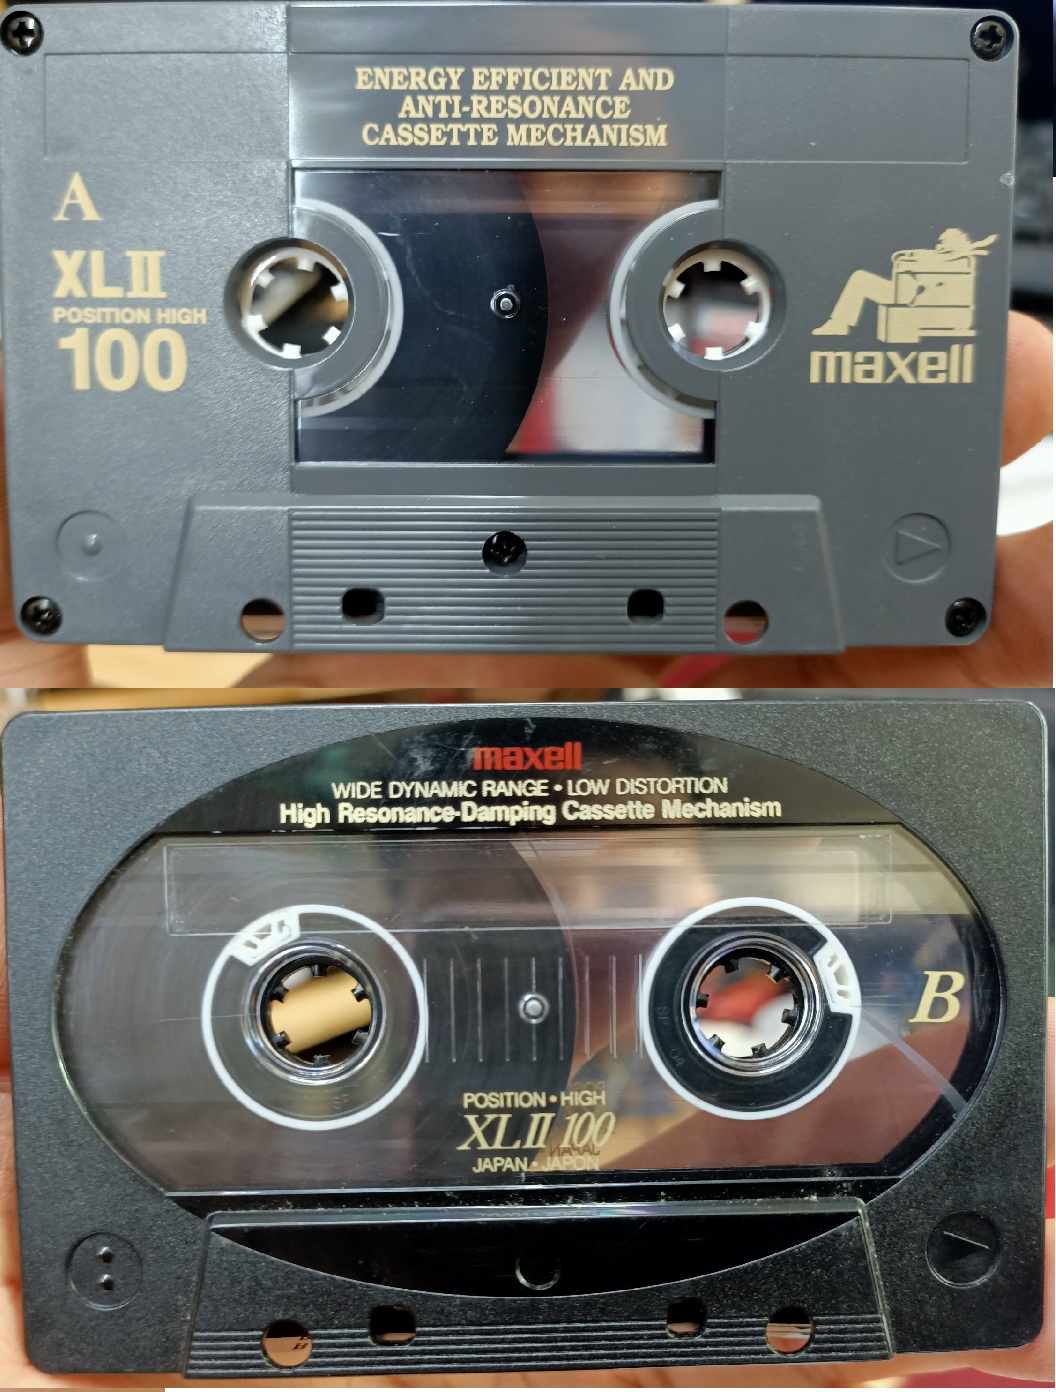 ENERGY EFFICIENT AND
ANTI-RESONANCE
CASSETTE MECHANISM
A
XLII
POSITION HIGH
100
maxell
maxell
WIDE DYNAMIC RANGE • LOW DISTORTION
High Resonance-Damping Cassette Mechanism
B
POSITION • HIGH
XLII 100
JAPAN • JAPON